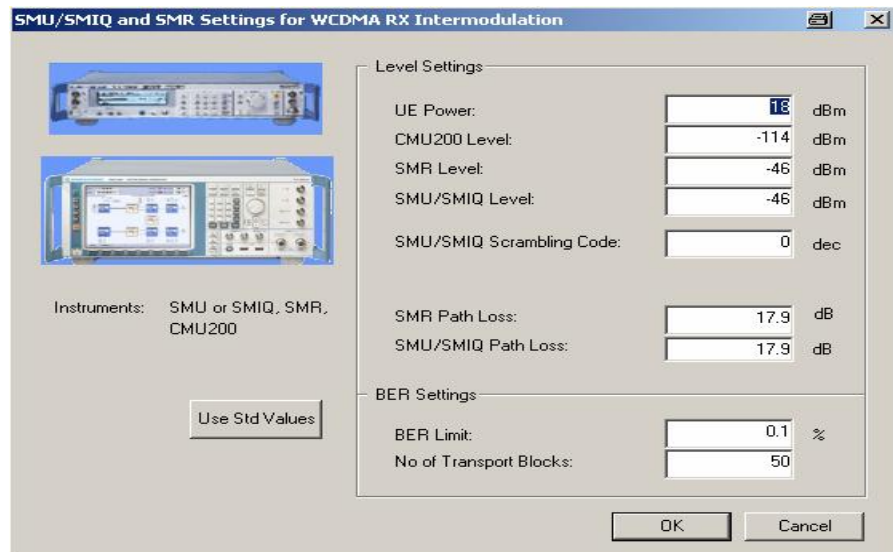 SMU/SMIQ and SMR Settings for WCDMA RX Intermodulation
Level Settings
UE Power: 18 dBm
CMU200 Level: -114 dBm
SMR Level: -46 dBm
SMU/SMIQ Level: -46 dBm
SMU/SMIQ Scrambling Code: 0 dec
Instruments: SMU or SMIQ, SMR,
CMU200
SMR Path Loss: 17.9 dB
SMU/SMIQ Path Loss: 17.9 dB
Use Std Values
BER Settings
BER Limit: 0.1 %
No of Transport Blocks: 50
OK Cancel